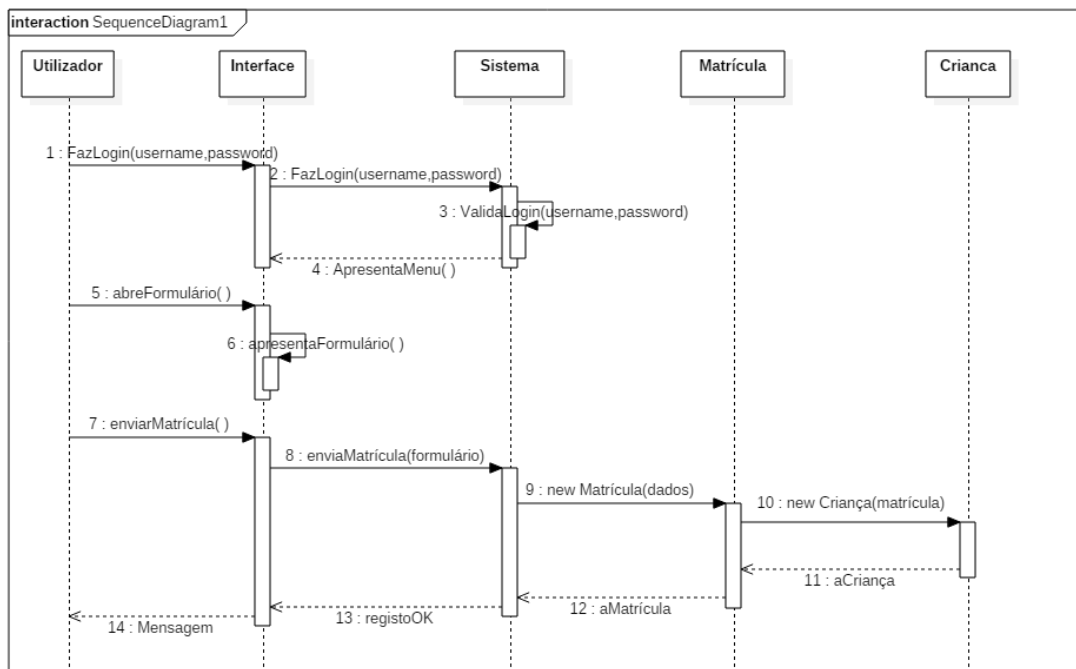 interaction SequenceDiagram1
Utilizador
Interface
Sistema
Matrícula
Crianca
1 : FazLogin(username,password)
2 : FazLogin(username,password)
3 : ValidaLogin(username,password)
4 : ApresentaMenu( )
5 : abreFormulário( )
6 : apresentaFormulário( )
7 : enviarMatrícula( )
8 : enviaMatrícula(formulário)
9 : new Matrícula(dados)
10 : new Criança(matrícula)
11 : aCriança
12 : aMatrícula
13 : registoOK
14 : Mensagem